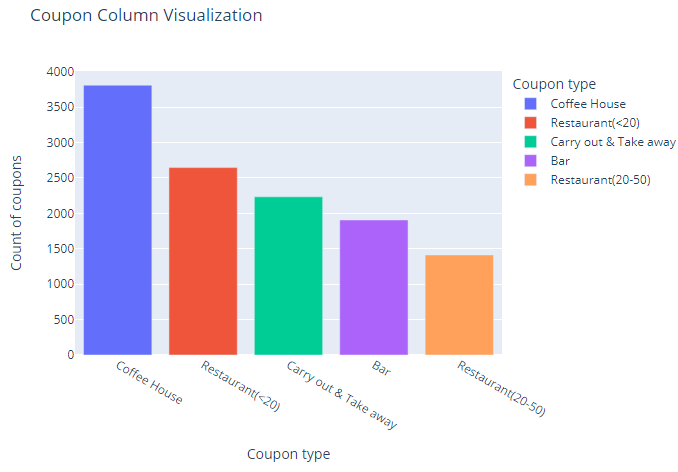 Coupon Column Visualization
4000
3500
3000
2500
2000
1500
1000
500
0
Count of coupons
Coffee House
Restaurant(<20)
Carry out & Take away
Bar
Restaurant(20-50)
Coupon type
Coupon type
Coffee House
Restaurant(<20)
Carry out & Take away
Bar
Restaurant(20-50)